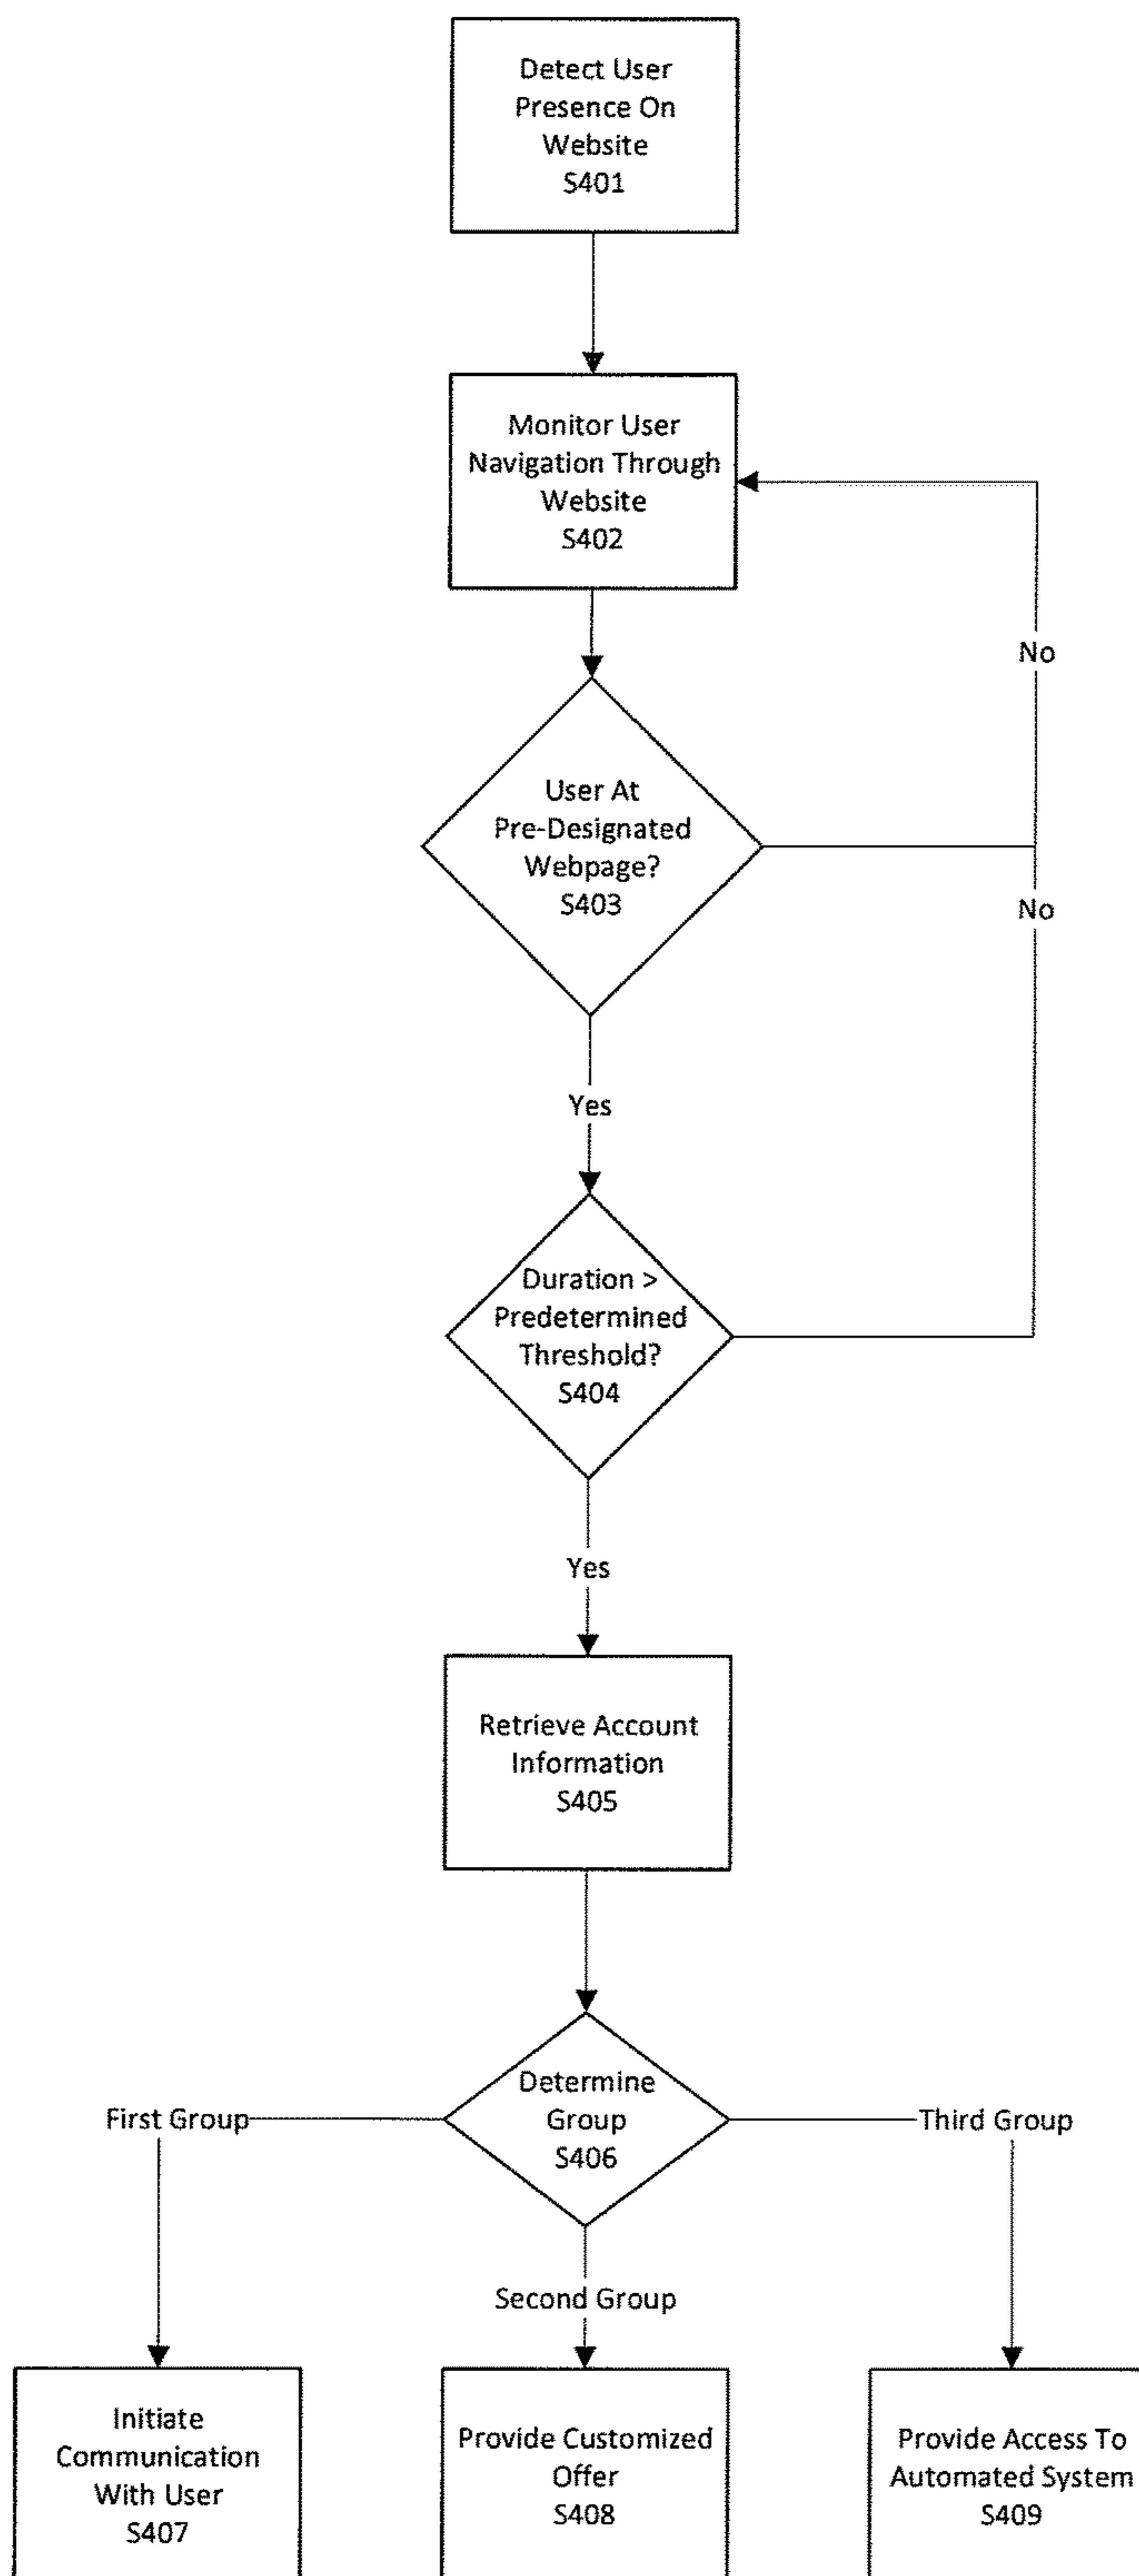 Detect User
Presence On
Website
S401
Monitor User
Navigation Through
Website
S402
No
User At
Pre-Designated
Webpage?
S403
No
Yes
Duration >
Predetermined
Threshold?
S404
Yes
Retrieve Account
Information
S405
Determine
Group
S406
First Group
Third Group
Second Group
Initiate
Communication
With User
S407
Provide Customized
Offer
S408
Provide Access To
Automated System
S409